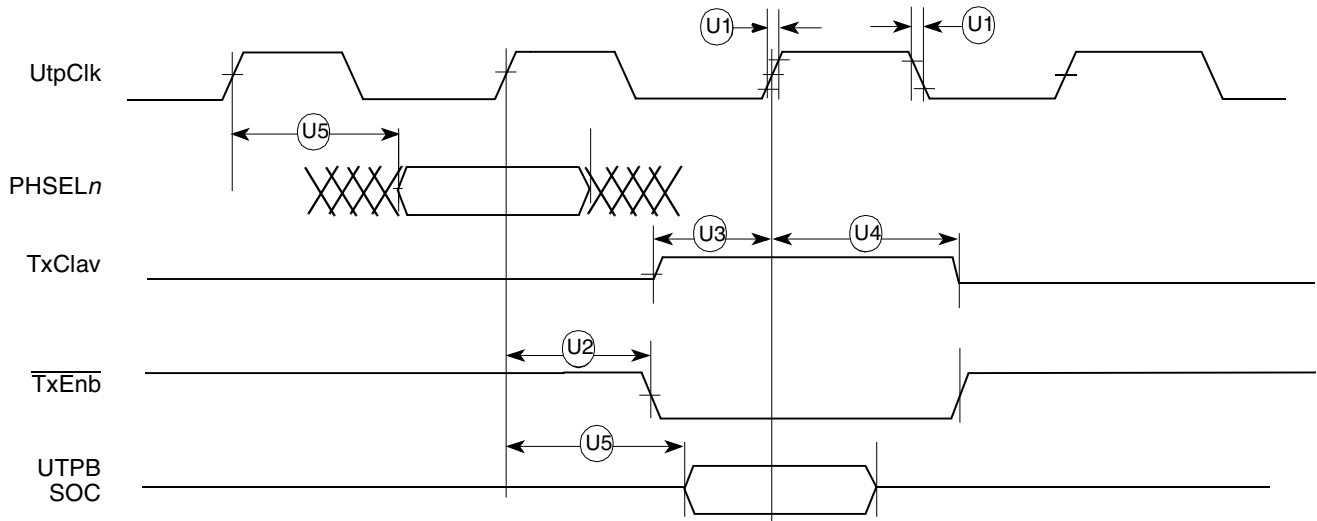 U1
U1
UtpClk
U5
PHSELn
U3
U4
TxClav
U2
TxEnb
U5
UTPB
SOC